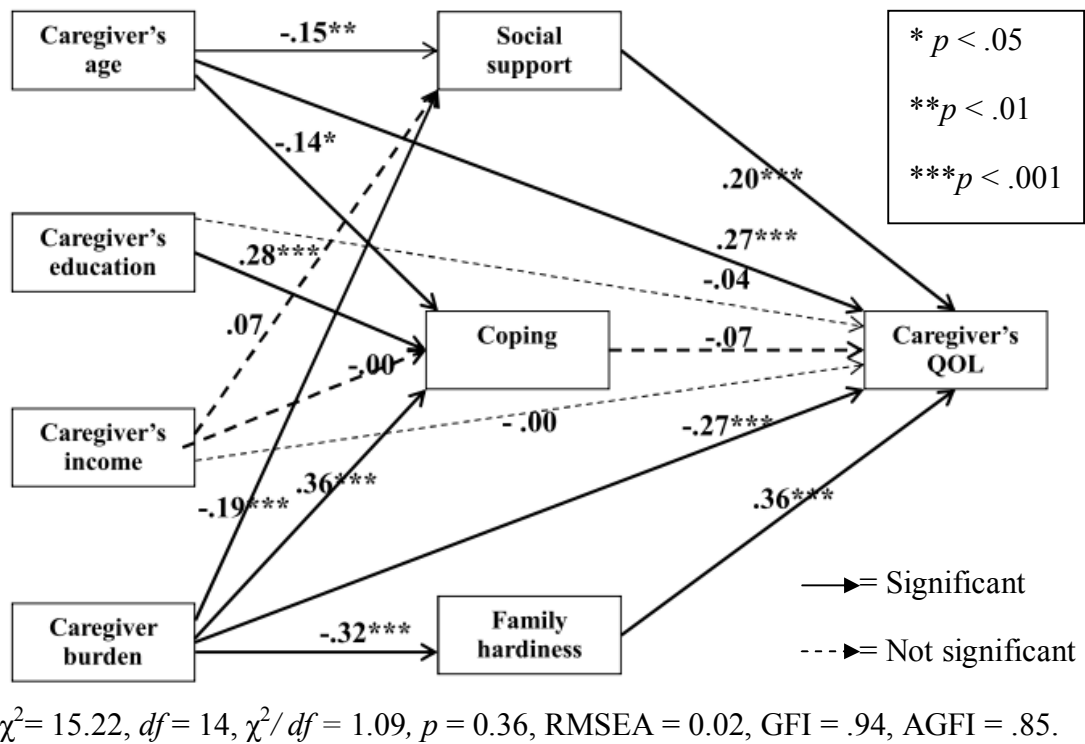 Caregiver's
age
-.15**
Social
support
* p < .05
**p < .01
***p < .001
-.14*
.20***
Caregiver's
education
.28***
.27***
-.04
.07
Coping
-.07
Caregiver's
QOL
-.00
Caregiver's
income
- .00
-.27***
-.19***
.36***
.36***
= Significant
Caregiver
burden
-.32***
Family
hardiness
= Not significant
χ²= 15.22, df = 14, χ²/ df = 1.09, p = 0.36, RMSEA = 0.02, GFI = .94, AGFI = .85.